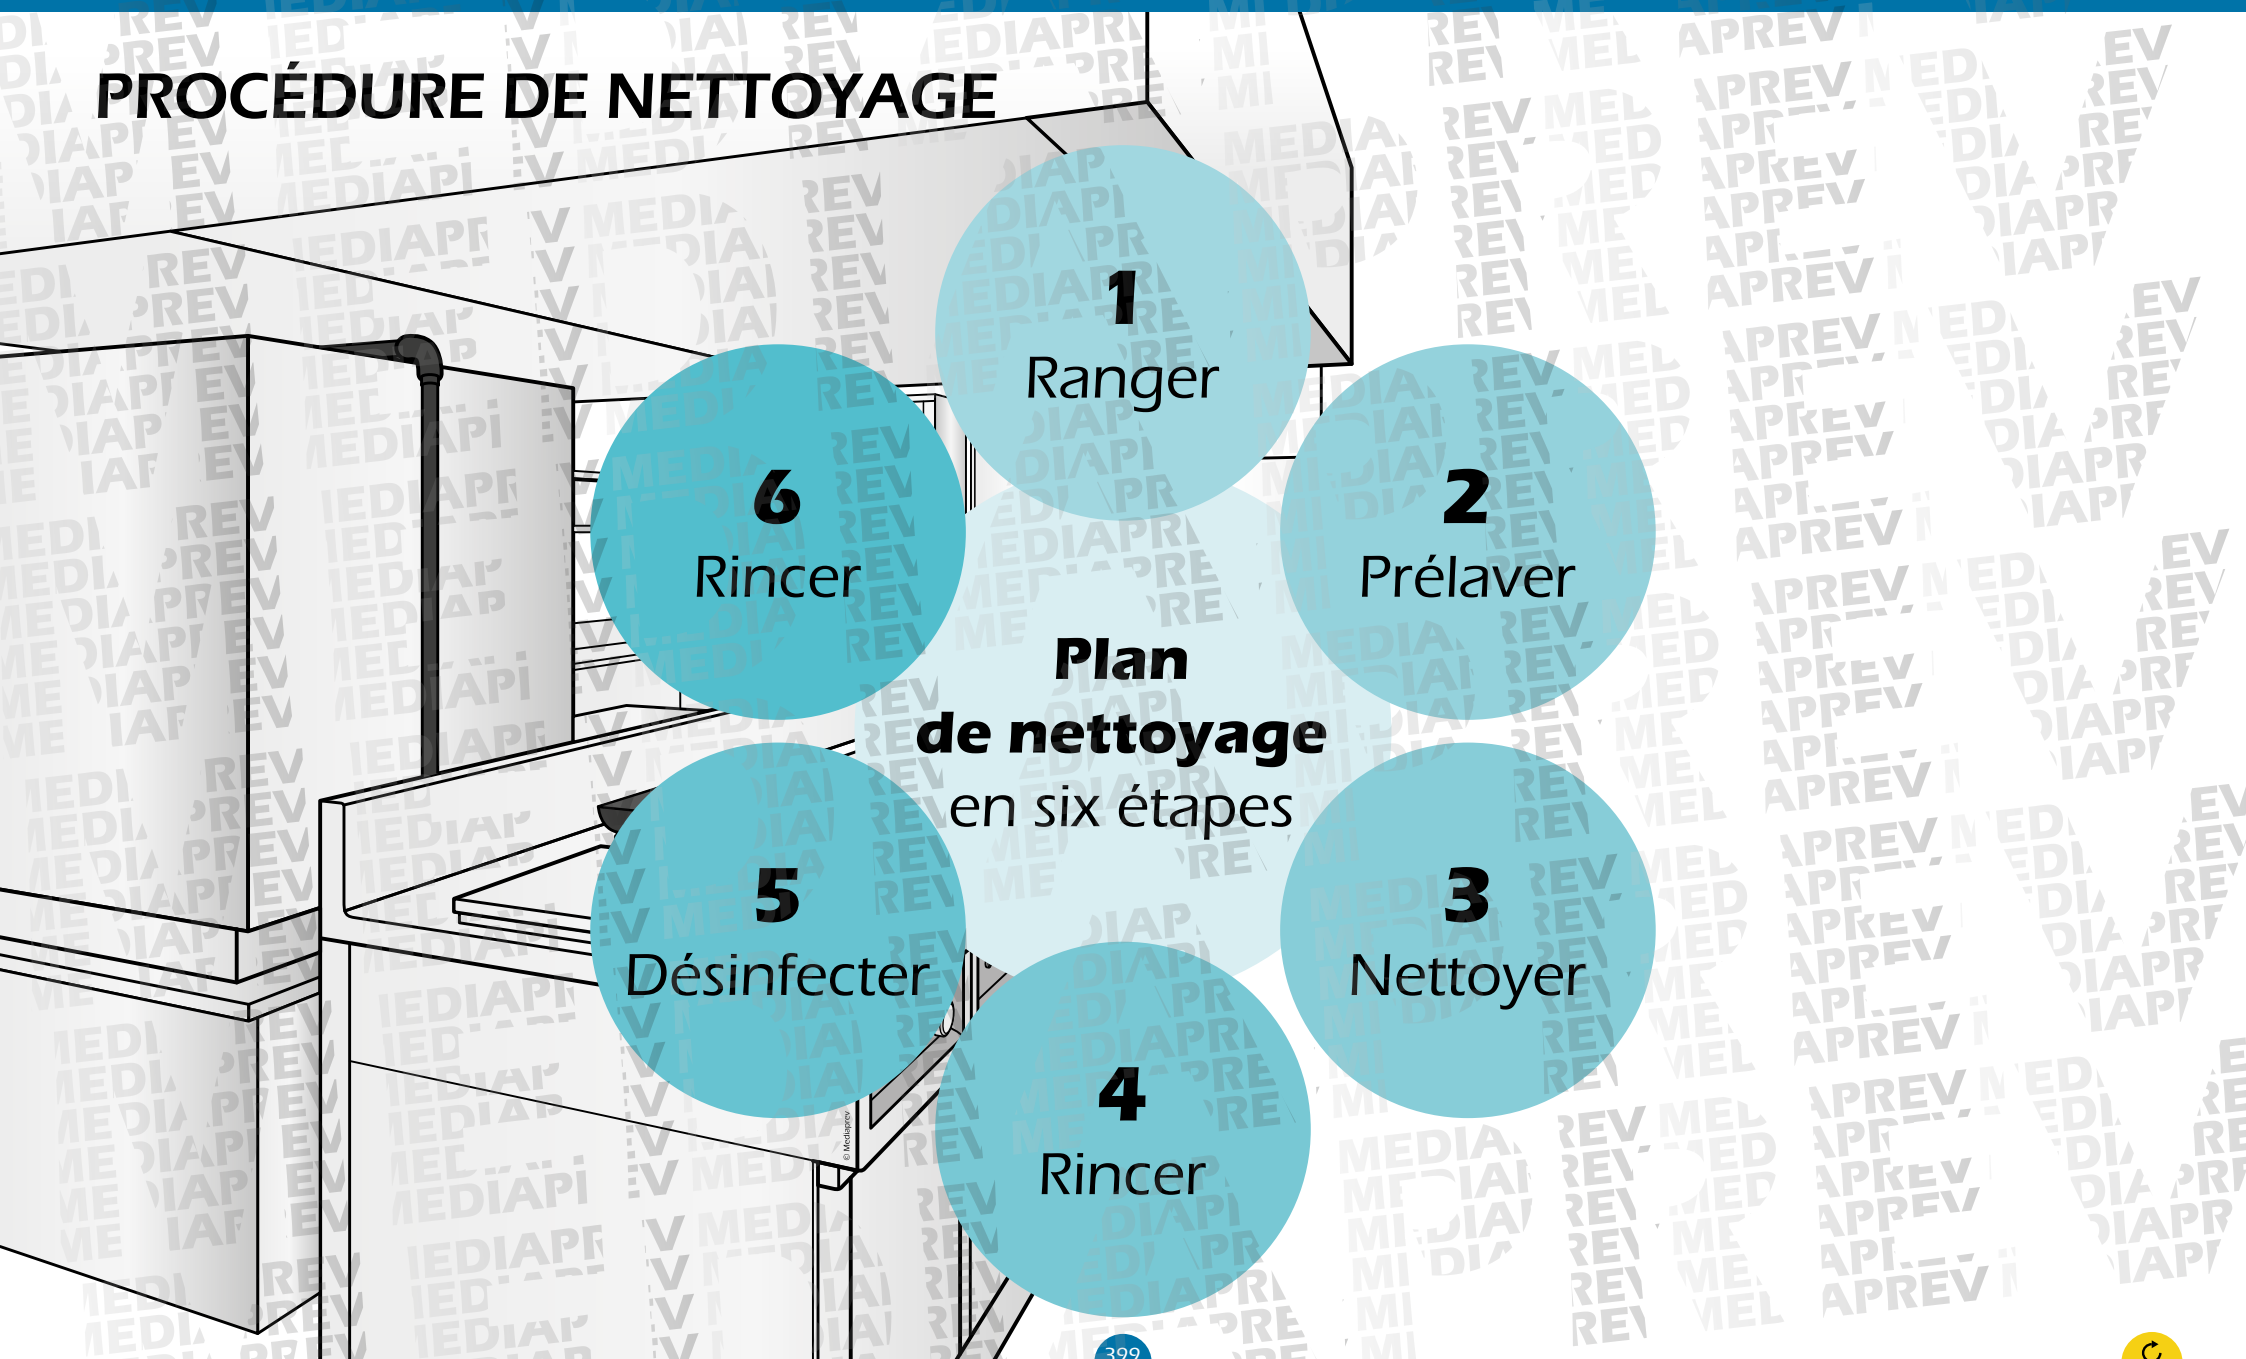 PROCÉDURE DE NETTOYAGE
1
Ranger
2
Prélaver
3
Nettoyer
4
Rincer
5
Désinfecter
6
Rincer
Plan
de nettoyage
en six étapes
© Mediaprev
399